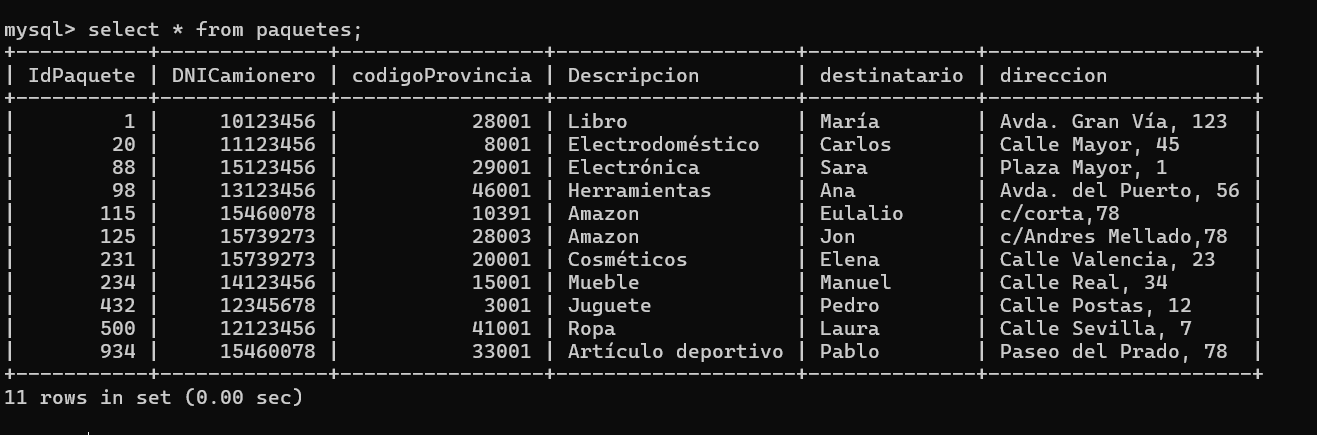 mysql> select * from paquetes;
+-----------+--------------+-----------------+--------------------+--------------+----------------------+
| IdPaquete | DNICamionero | codigoProvincia | Descripcion        | destinatario | direccion            |
+-----------+--------------+-----------------+--------------------+--------------+----------------------+
|         1 |     10123456 |           28001 | Libro              | María        | Avda. Gran Vía, 123  |
|        20 |     11123456 |            8001 | Electrodoméstico   | Carlos       | Calle Mayor, 45      |
|        88 |     15123456 |           29001 | Electrónica        | Sara         | Plaza Mayor, 1       |
|        98 |     13123456 |           46001 | Herramientas       | Ana          | Avda. del Puerto, 56 |
|       115 |     15460078 |           10391 | Amazon             | Eulalio      | c/corta,78           |
|       125 |     15739273 |           28003 | Amazon             | Jon          | c/Andres Mellado,78  |
|       231 |     15739273 |           20001 | Cosméticos         | Elena        | Calle Valencia, 23   |
|       234 |     14123456 |           15001 | Mueble             | Manuel       | Calle Real, 34       |
|       432 |     12345678 |            3001 | Juguete            | Pedro        | Calle Postas, 12     |
|       500 |     12123456 |           41001 | Ropa               | Laura        | Calle Sevilla, 7     |
|       934 |     15460078 |           33001 | Artículo deportivo | Pablo        | Paseo del Prado, 78  |
+-----------+--------------+-----------------+--------------------+--------------+----------------------+
11 rows in set (0.00 sec)